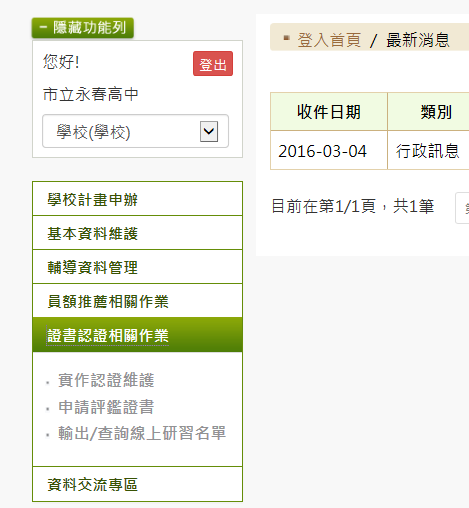 − 隱藏功能列
您好!
登出
市立永春高中
學校(學校)
學校計畫申辦
基本資料維護
輔導資料管理
員額推薦相關作業
證書認證相關作業
實作認證維護
申請評鑑證書
輸出/查詢線上研習名單
資料交流專區
登入首頁 / 最新消息
收件日期 類別
2016-03-04 行政訊息
目前在第1/1頁，共1筆